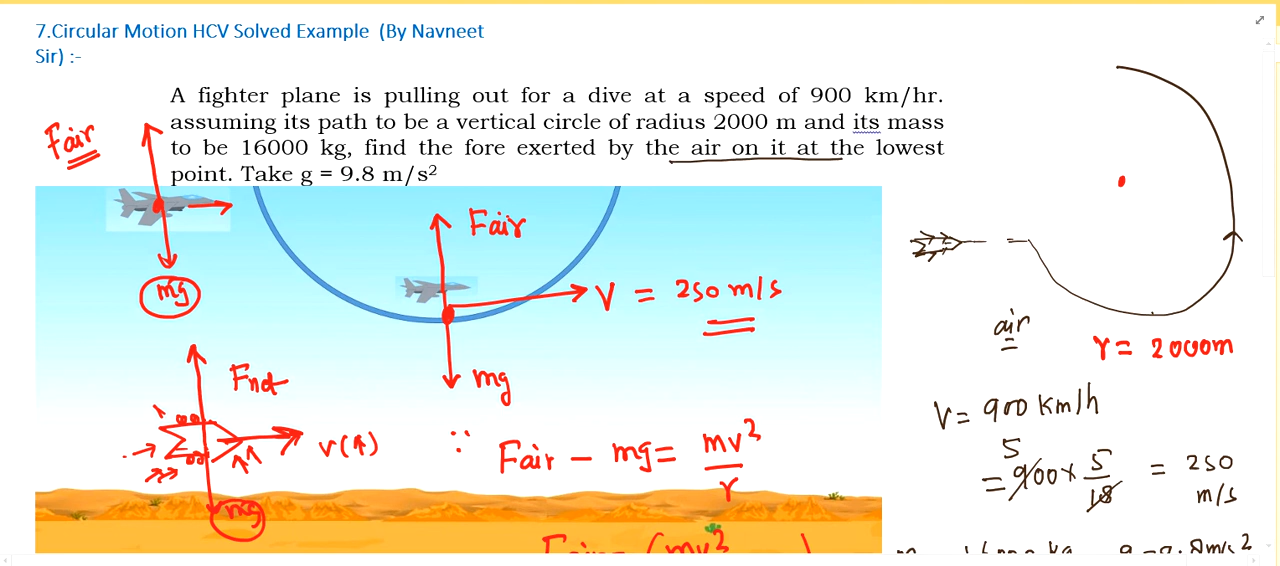 7.Circular Motion HCV Solved Example (By Navneet
Sir) :-
A fighter plane is pulling out for a dive at a speed of 900 km/hr.
assuming its path to be a vertical circle of radius 2000 m and its mass
to be 16000 kg, find the fore exerted by the air on it at the lowest
point. Take g = 9.8 m/s²
Fair
mg
Fair
V = 250 m/s
mg
Fnet
V(↑)
mg
∵ Fair - mg = mv²/r
air
r = 2000m
V = 900 Km/h
5
= 900 × 5/18 = 250
m/s